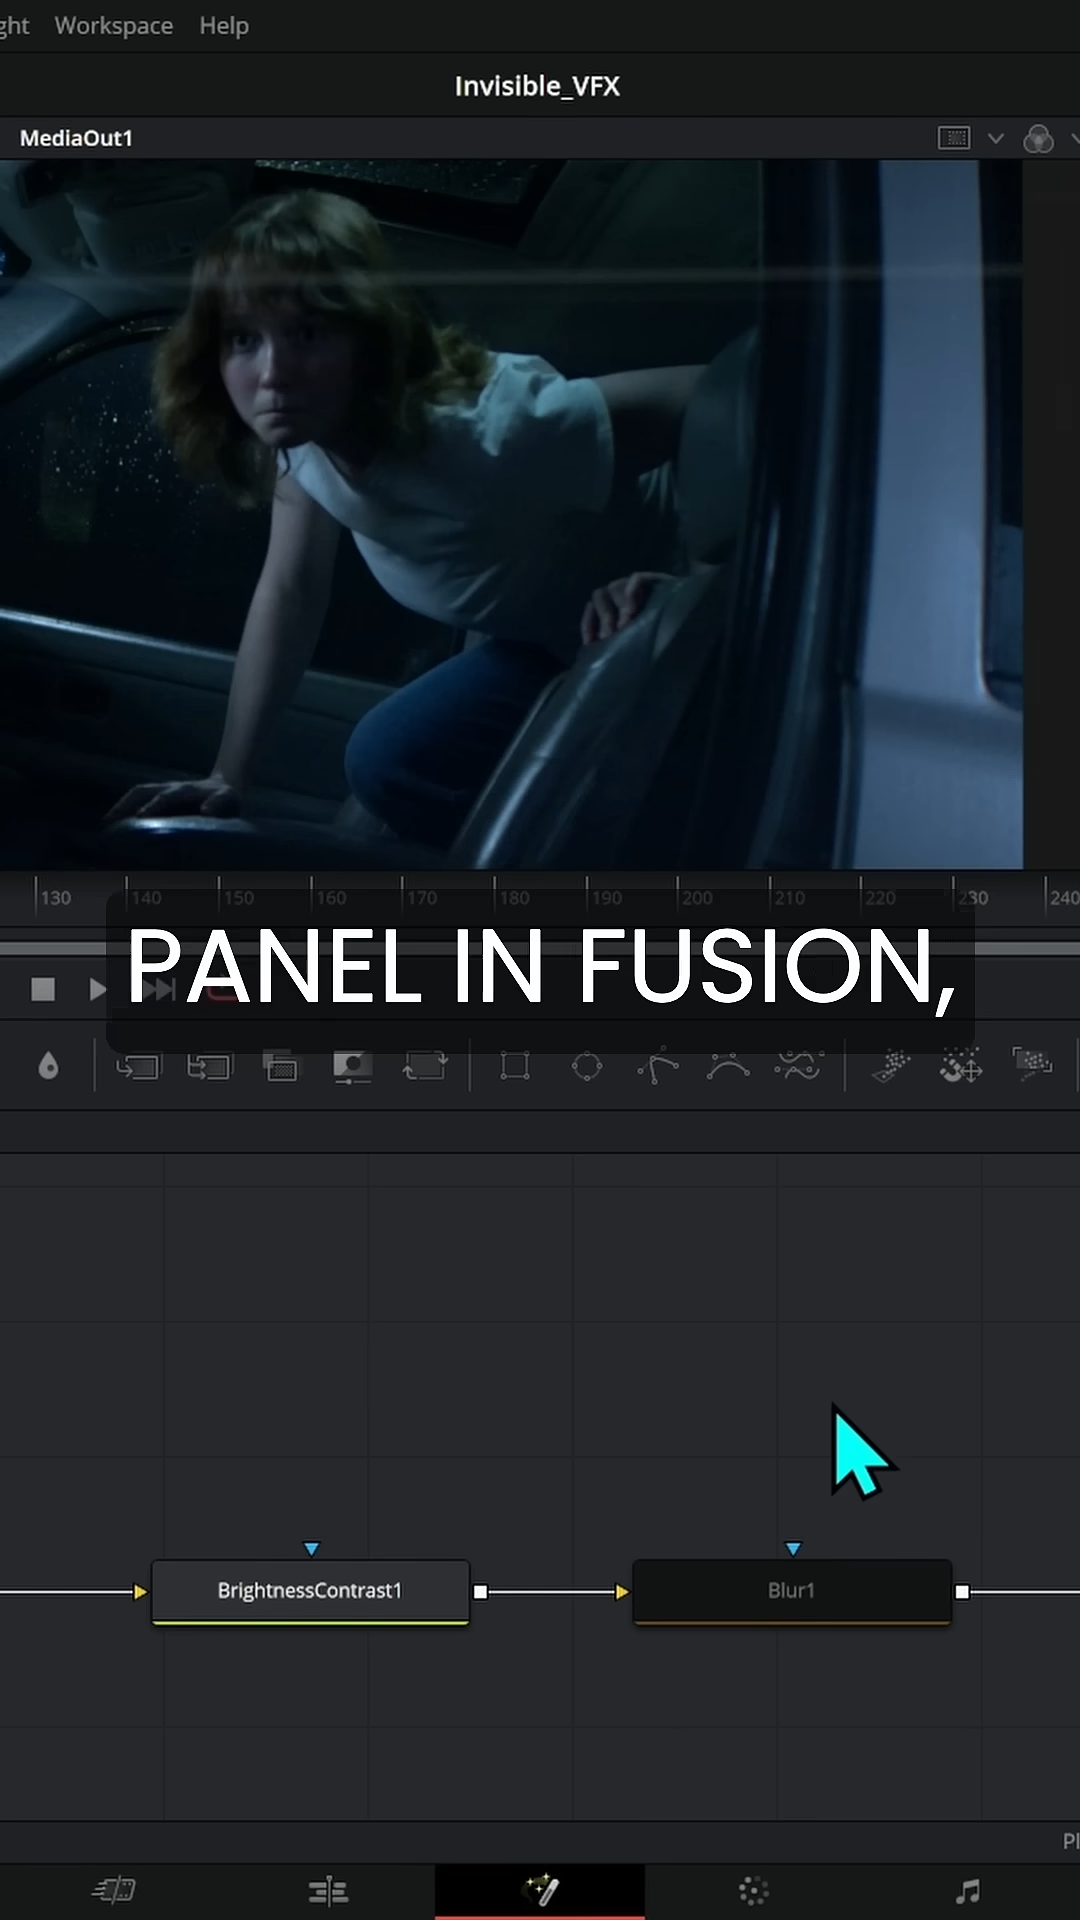 ght Workspace Help
Invisible_VFX
MediaOut1
130 140 150 160 170 180 190 200 210 220 230 240
PANEL IN FUSION,
BrightnessContrast1 Blur1
Pl